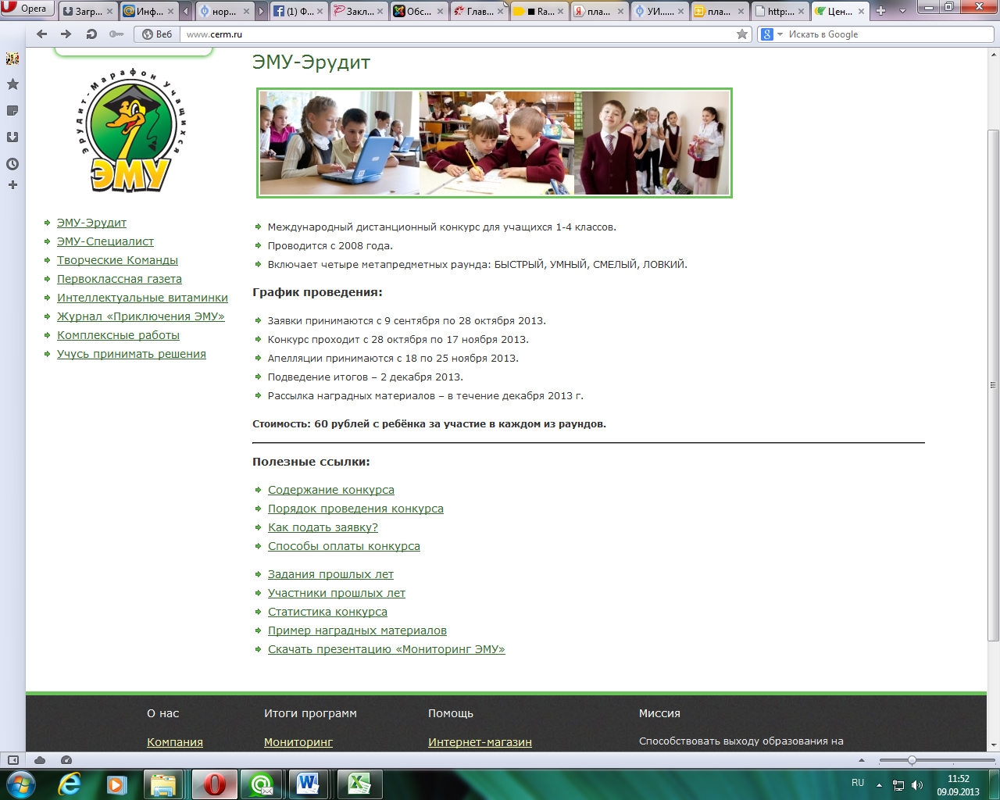 Opera
Загр...
Инф...
нор...
(1) Ф...
Закл...
Обс...
Глав...
Ra...
пла...
УИ......
пла...
http:...
Цен...
Веб
www.cerm.ru
Искать в Google
Эрудит-Марафон Учащихся
ЭМУ
ЭМУ-Эрудит
ЭМУ-Специалист
Творческие Команды
Первоклассная газета
Интеллектуальные витаминки
Журнал «Приключения ЭМУ»
Комплексные работы
Учусь принимать решения
ЭМУ-Эрудит
Международный дистанционный конкурс для учащихся 1-4 классов.
Проводится с 2008 года.
Включает четыре метапредметных раунда: БЫСТРЫЙ, УМНЫЙ, СМЕЛЫЙ, ЛОВКИЙ.
График проведения:
Заявки принимаются с 9 сентября по 28 октября 2013.
Конкурс проходит с 28 октября по 17 ноября 2013.
Апелляции принимаются с 18 по 25 ноября 2013.
Подведение итогов – 2 декабря 2013.
Рассылка наградных материалов – в течение декабря 2013 г.
Стоимость: 60 рублей с ребёнка за участие в каждом из раундов.
Полезные ссылки:
Содержание конкурса
Порядок проведения конкурса
Как подать заявку?
Способы оплаты конкурса
Задания прошлых лет
Участники прошлых лет
Статистика конкурса
Пример наградных материалов
Скачать презентацию «Мониторинг ЭМУ»
О нас
Итоги программ
Помощь
Миссия
Компания
Мониторинг
Интернет-магазин
Способствовать выходу образования на
RU
11:52
09.09.2013